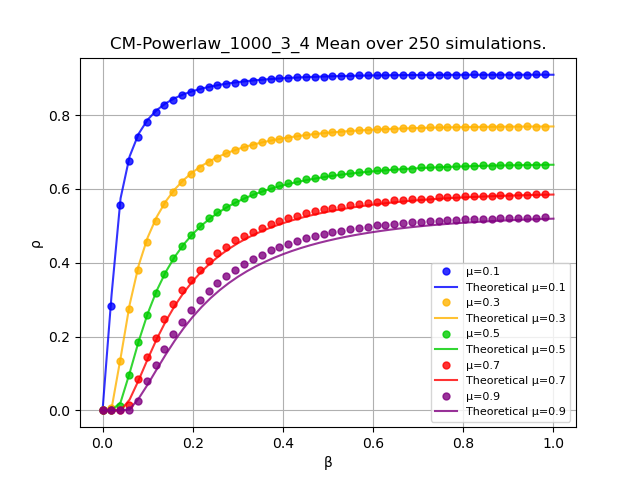 CM-Powerlaw_1000_3_4 Mean over 250 simulations.
ρ
0.8
0.6
0.4
0.2
0.0
0.0 0.2 0.4 0.6 0.8 1.0
β
μ=0.1
Theoretical μ=0.1
μ=0.3
Theoretical μ=0.3
μ=0.5
Theoretical μ=0.5
μ=0.7
Theoretical μ=0.7
μ=0.9
Theoretical μ=0.9